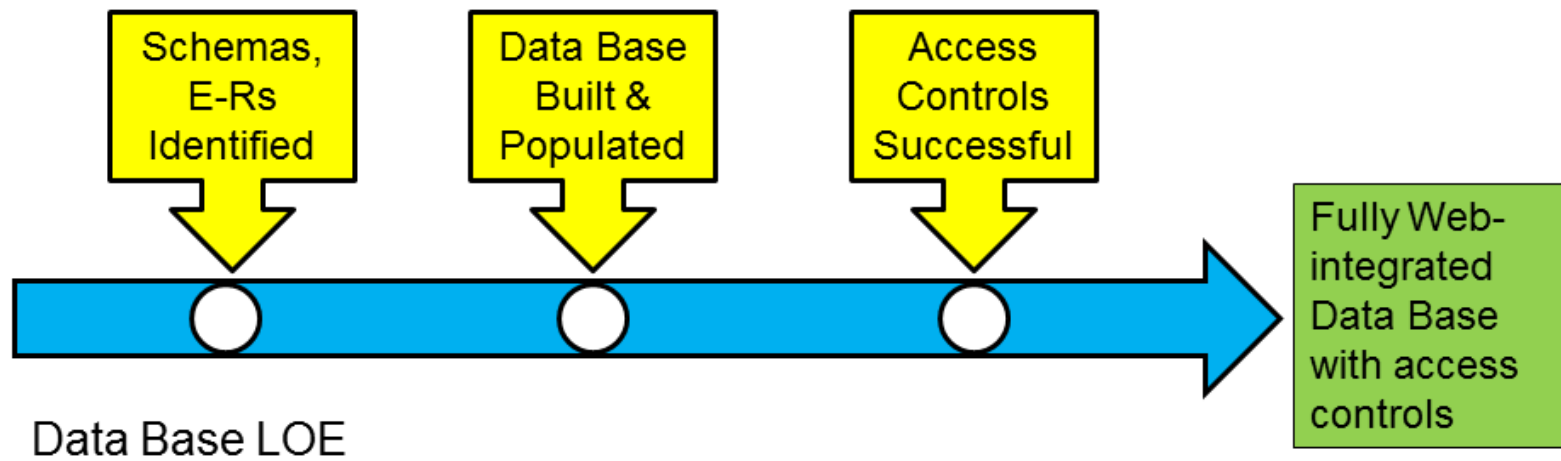 Schemas,
E-Rs
Identified
Data Base
Built &
Populated
Access
Controls
Successful
Fully Web-
integrated
Data Base
with access
controls
Data Base LOE